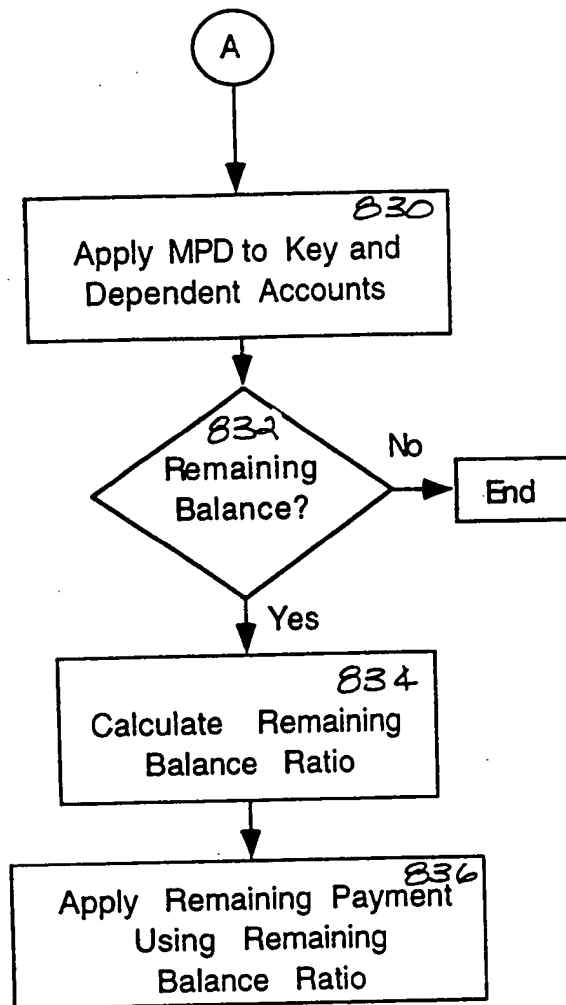 A
830
Apply MPD to Key and
Dependent Accounts
832
Remaining
Balance?
No
End
Yes
834
Calculate Remaining
Balance Ratio
836
Apply Remaining Payment
Using Remaining
Balance Ratio